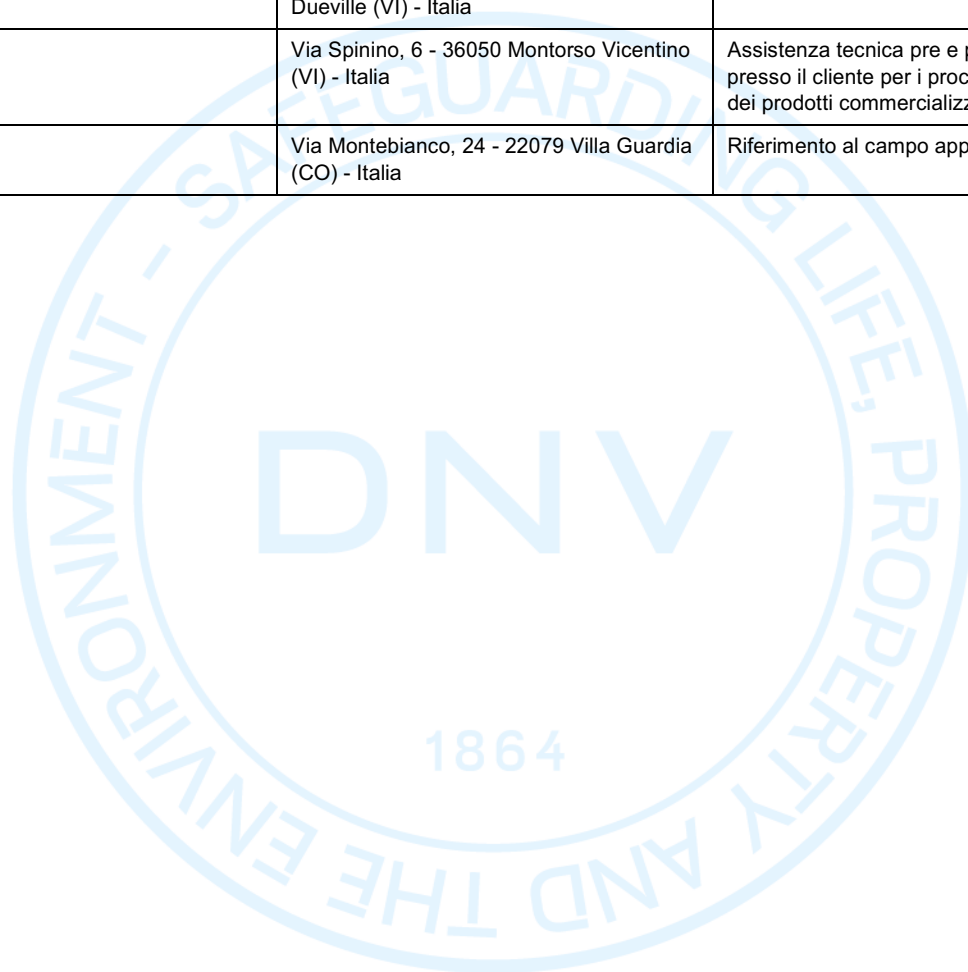 Dueville (VI) - Italia
Via Spinino, 6 - 36050 Montorso Vicentino
(VI) - Italia
Assistenza tecnica pre e
presso il cliente per i
dei prodotti
Via Montebianco, 24 - 22079 Villa Guardia
(CO) - Italia
Riferimento al campo
SAFEGUARDING LIFE, PROPERTY AND THE ENVIRONMENT -
DNV
1864